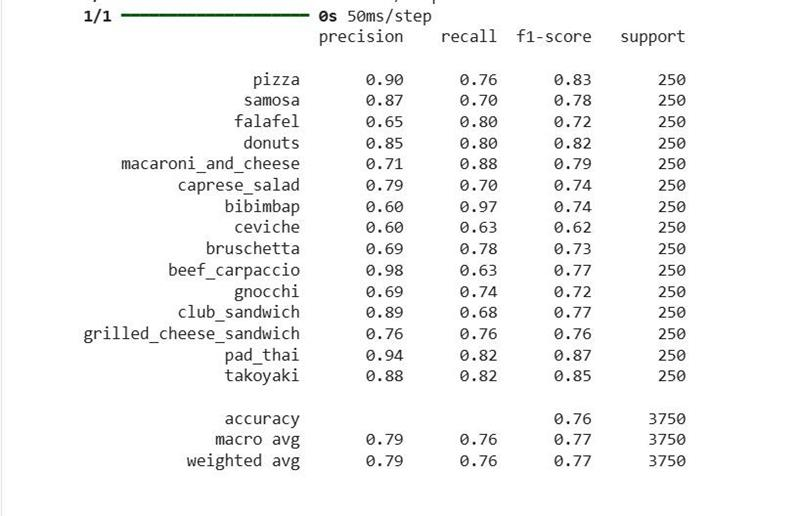 1/1 0s 50ms/step
precision recall f1-score support
pizza 0.90 0.76 0.83 250
samosa 0.87 0.70 0.78 250
falafel 0.65 0.80 0.72 250
donuts 0.85 0.80 0.82 250
macaroni_and_cheese 0.71 0.88 0.79 250
caprese_salad 0.79 0.70 0.74 250
bibimbap 0.60 0.97 0.74 250
ceviche 0.60 0.63 0.62 250
bruschetta 0.69 0.78 0.73 250
beef_carpaccio 0.98 0.63 0.77 250
gnocchi 0.69 0.74 0.72 250
club_sandwich 0.89 0.68 0.77 250
grilled_cheese_sandwich 0.76 0.76 0.76 250
pad_thai 0.94 0.82 0.87 250
takoyaki 0.88 0.82 0.85 250
accuracy 0.76 3750
macro avg 0.79 0.76 0.77 3750
weighted avg 0.79 0.76 0.77 3750